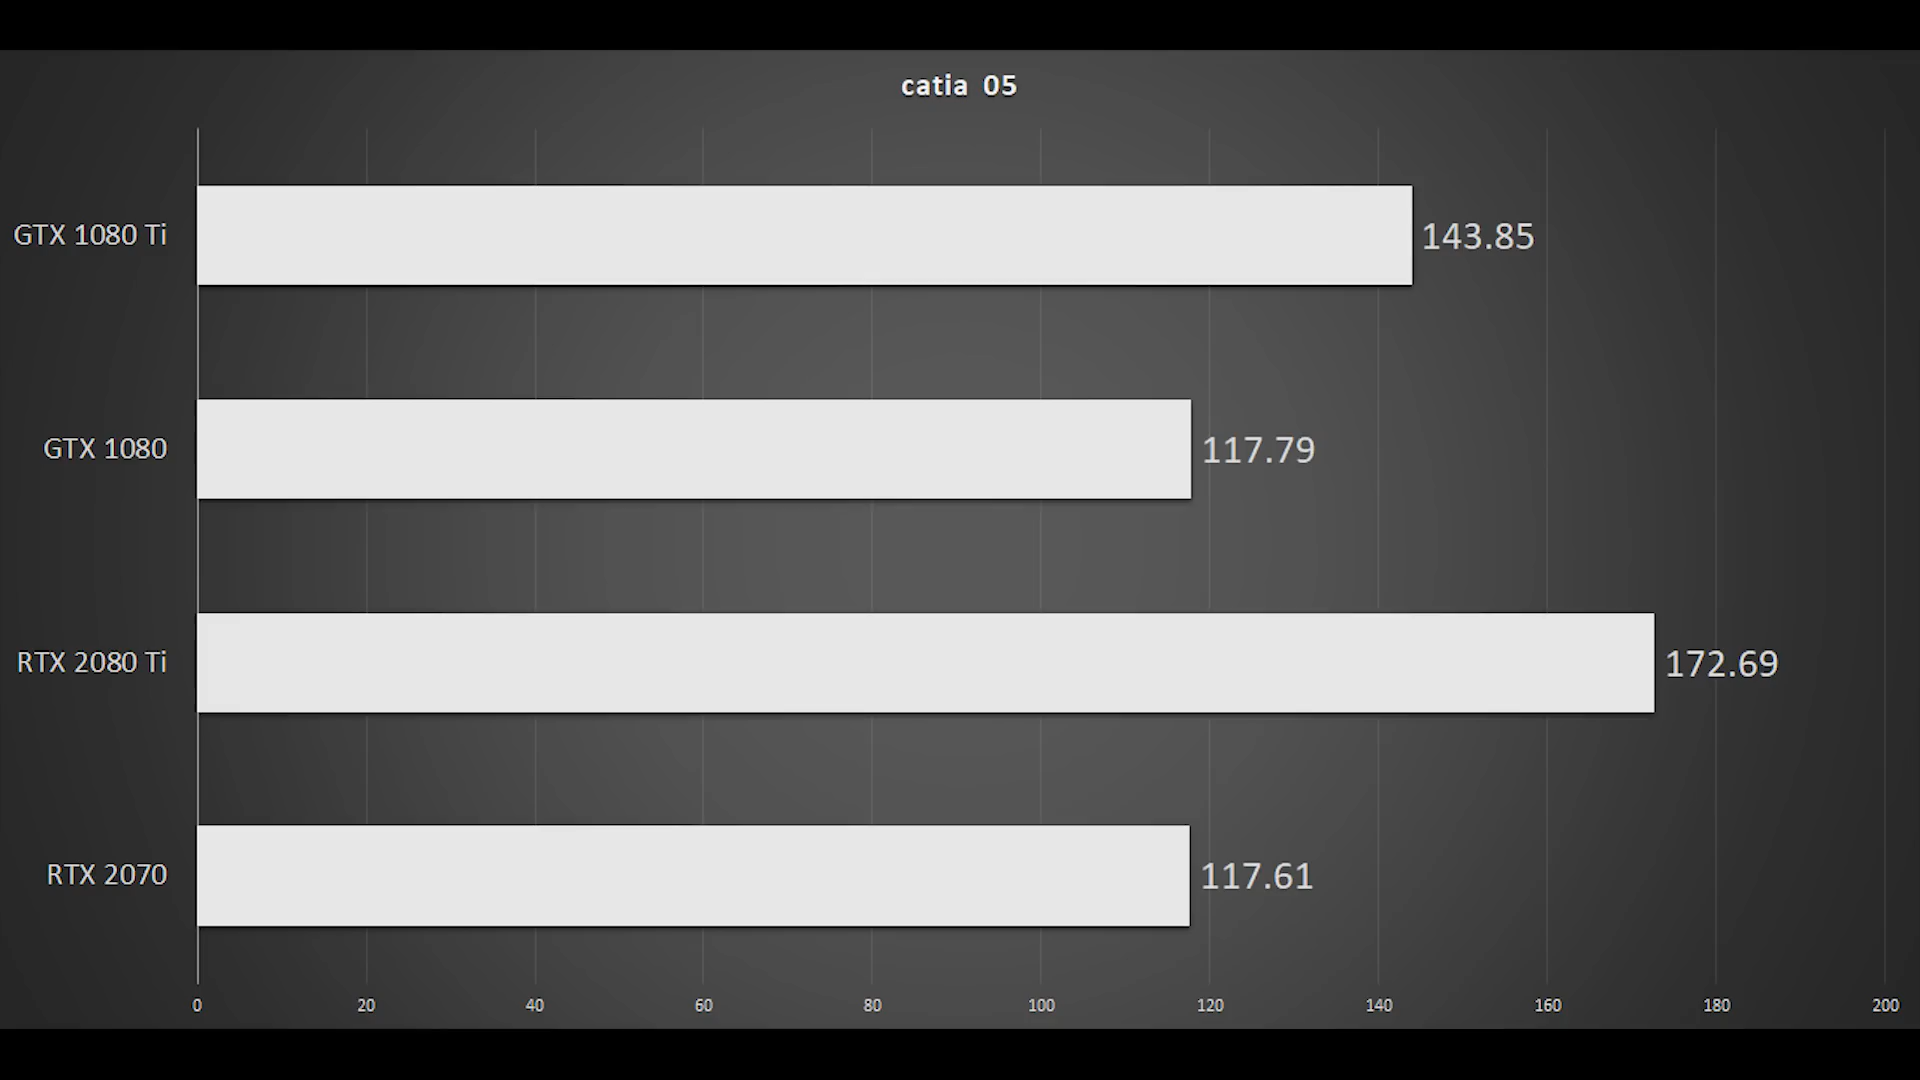 catia 05
GTX 1080 Ti
143.85
GTX 1080
117.79
RTX 2080 Ti
172.69
RTX 2070
117.61
0 20 40 60 80 100 120 140 160 180 200